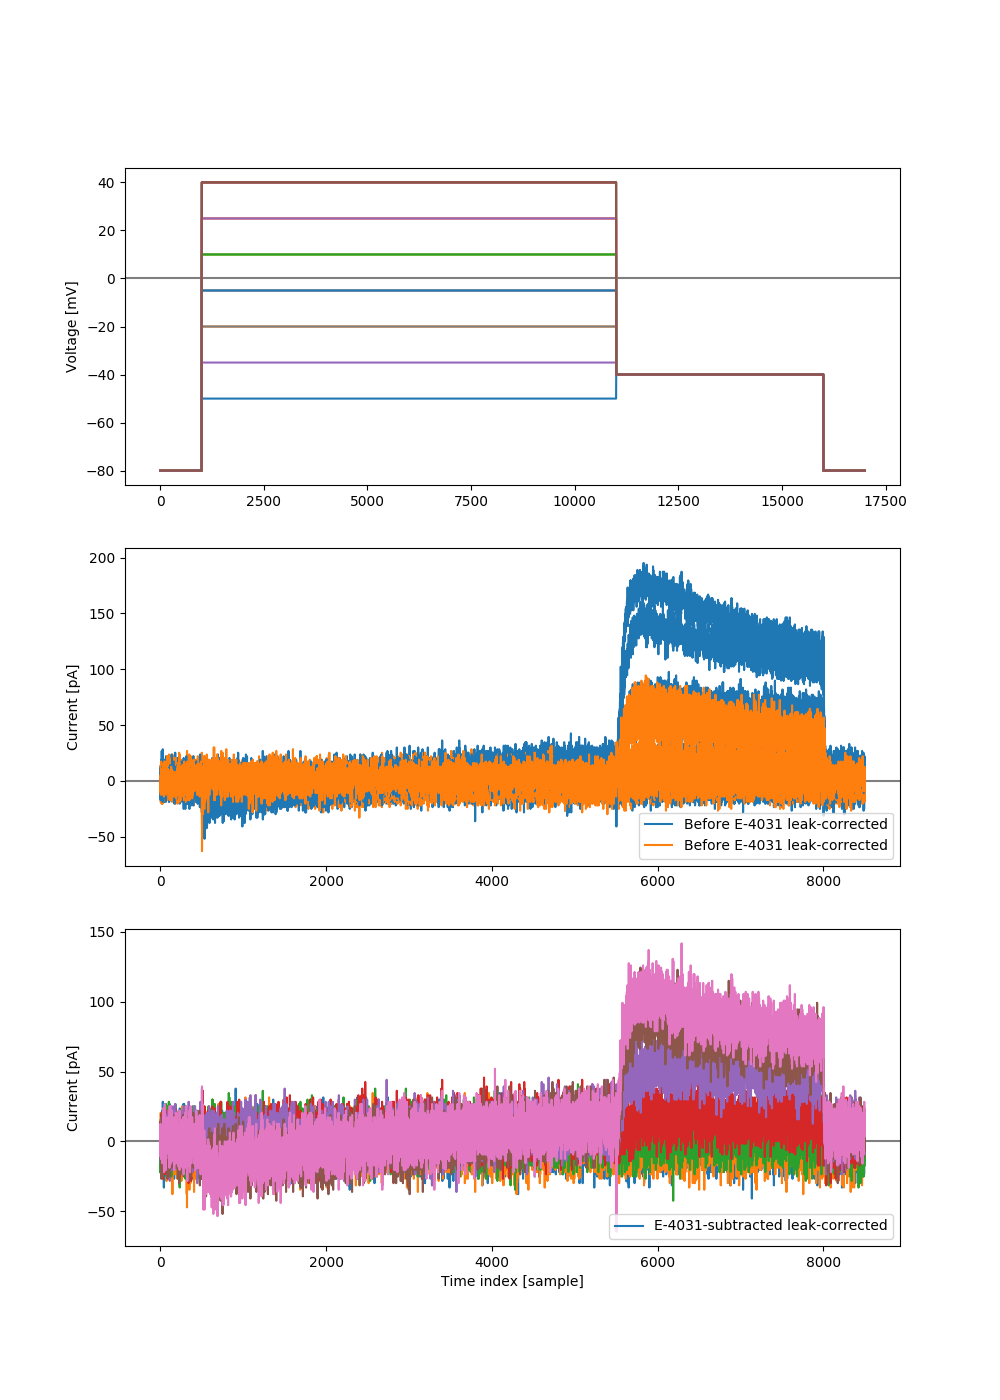 40
20
0
−20
−40
−60
−80
Voltage [mV]
0 2500 5000 7500 10000 12500 15000 17500
200
150
100
50
0
−50
Current [pA]
Before E-4031 leak-corrected
Before E-4031 leak-corrected
0 2000 4000 6000 8000
150
100
50
0
−50
Current [pA]
E-4031-subtracted leak-corrected
0 2000 4000 6000 8000
Time index [sample]